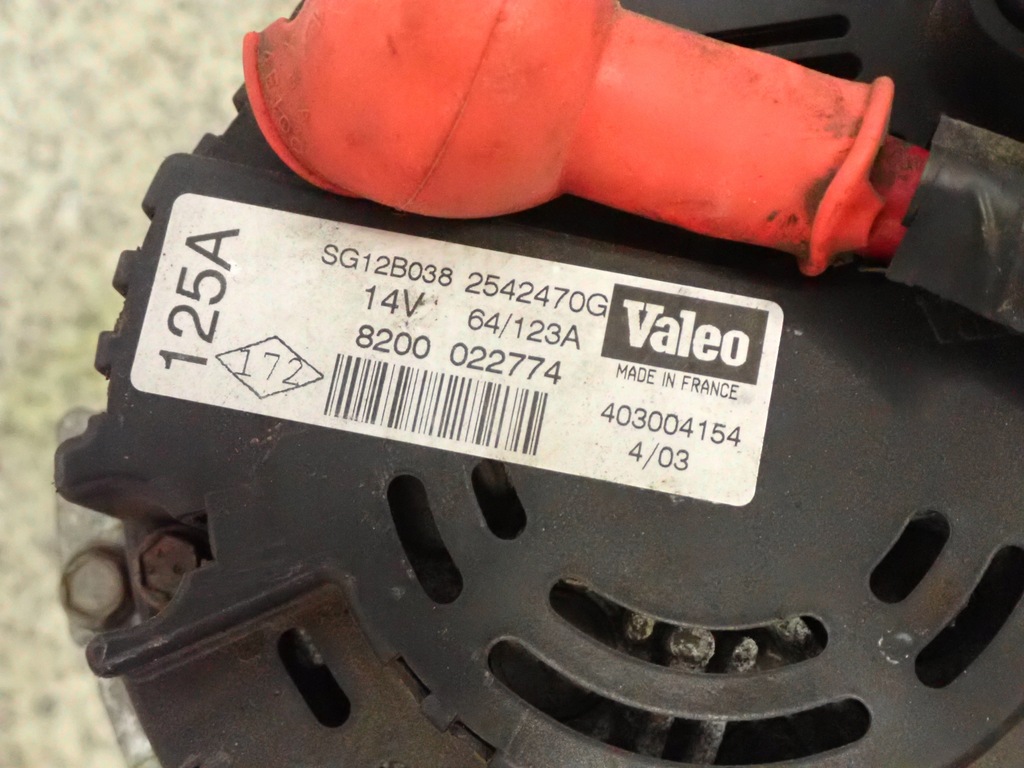 125A
172
SG12B038 2542470G
14V 64/123A
8200 022774
Valeo
MADE IN FRANCE
403004154
4/03